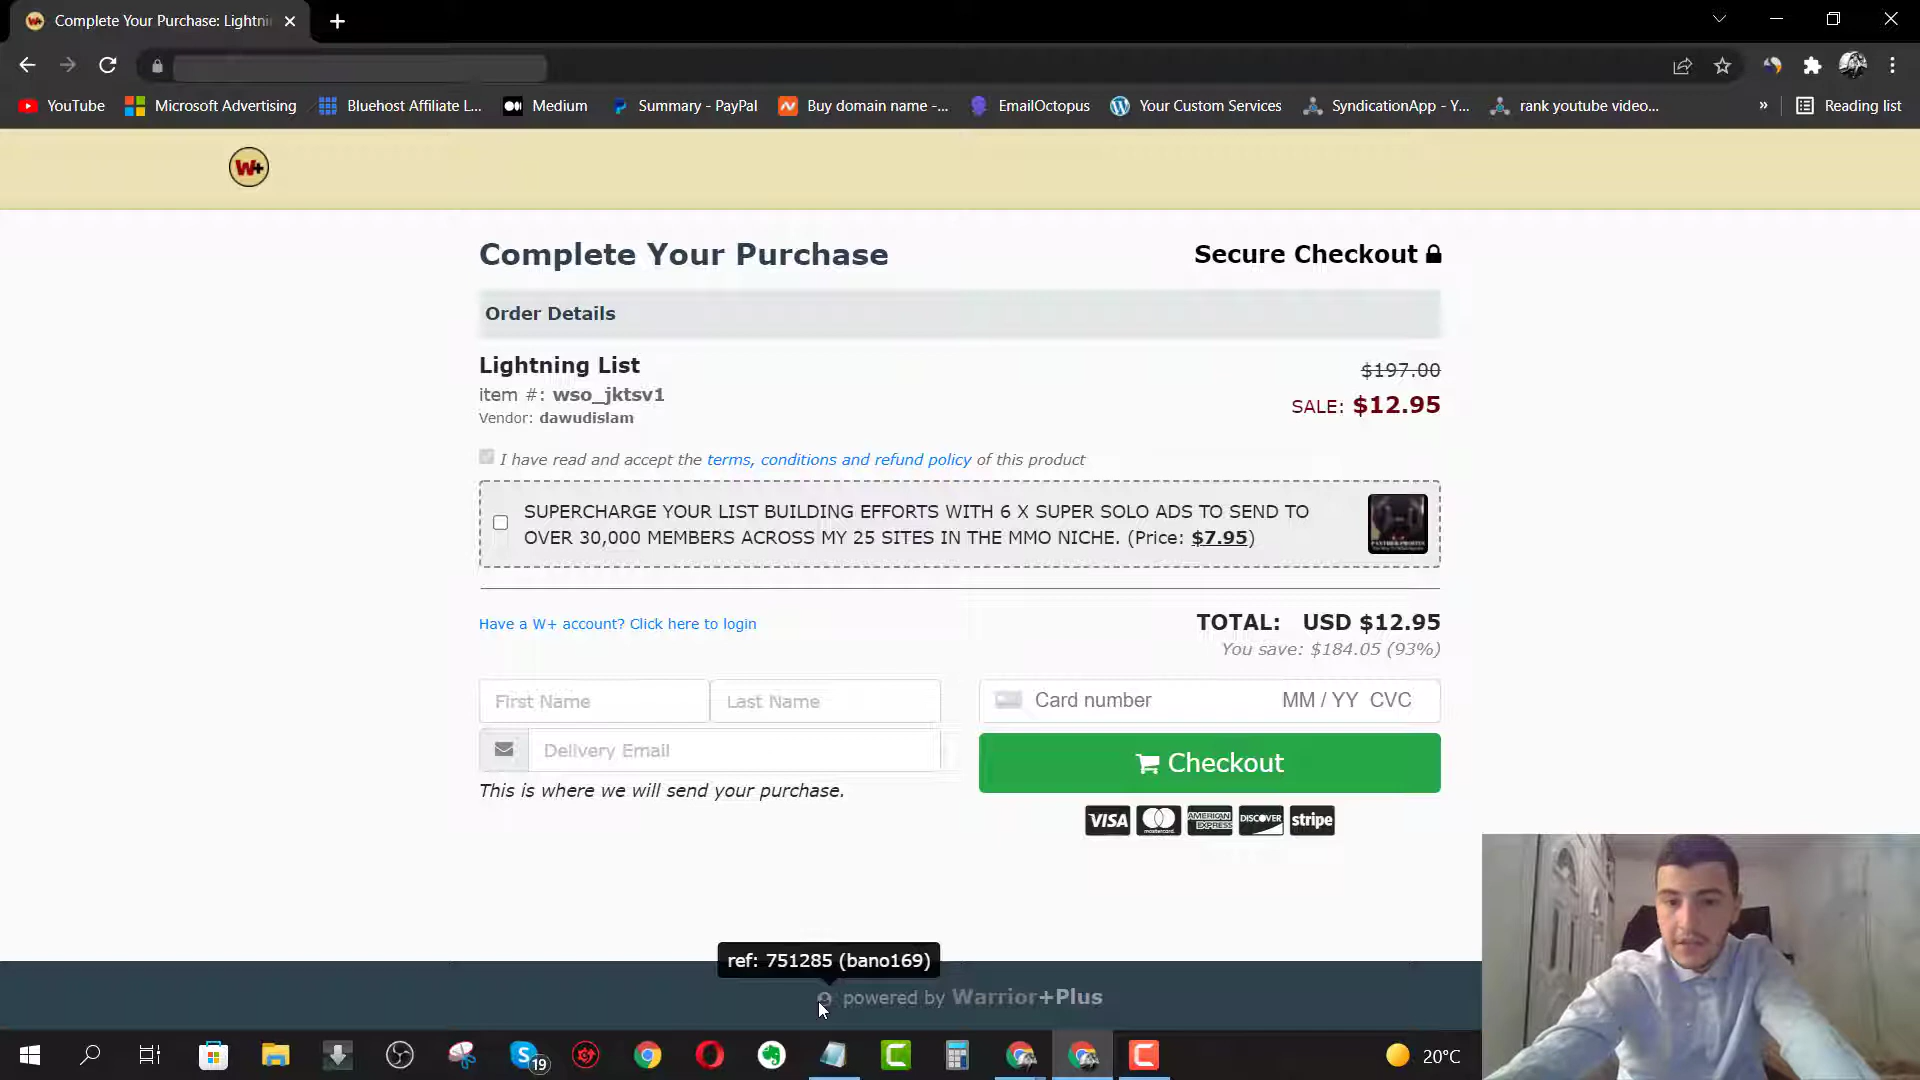 Complete Your Purchase: Lightni
YouTube
Microsoft Advertising
Bluehost Affiliate L...
Medium
Summary - PayPal
Buy domain name -...
EmailOctopus
Your Custom Services
SyndicationApp - Y...
rank youtube video...
»
Reading list
W+
Complete Your Purchase
Secure Checkout
Order Details
Lightning List
$197.00
item #: wso_jktsv1
SALE: $12.95
Vendor: dawudislam
I have read and accept the terms, conditions and refund policy of this product
SUPERCHARGE YOUR LIST BUILDING EFFORTS WITH 6 X SUPER SOLO ADS TO SEND TO
OVER 30,000 MEMBERS ACROSS MY 25 SITES IN THE MMO NICHE. (Price: $7.95)
Have a W+ account? Click here to login
TOTAL: USD $12.95
You save: $184.05 (93%)
First Name
Last Name
Card number
MM / YY CVC
Delivery Email
Checkout
This is where we will send your purchase.
VISA
mastercard
AMERICAN EXPRESS
DISCOVER
stripe
ref: 751285 (bano169)
powered by Warrior+Plus
19
20°C